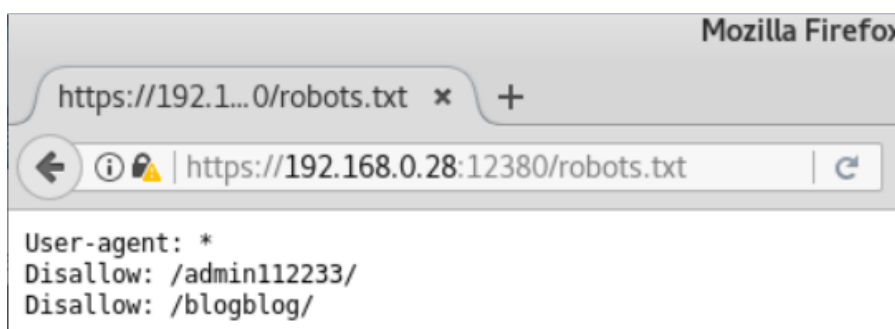 Mozilla Firefox
https://192.1...0/robots.txt × +
https://192.168.0.28:12380/robots.txt
User-agent: *
Disallow: /admin112233/
Disallow: /blogblog/